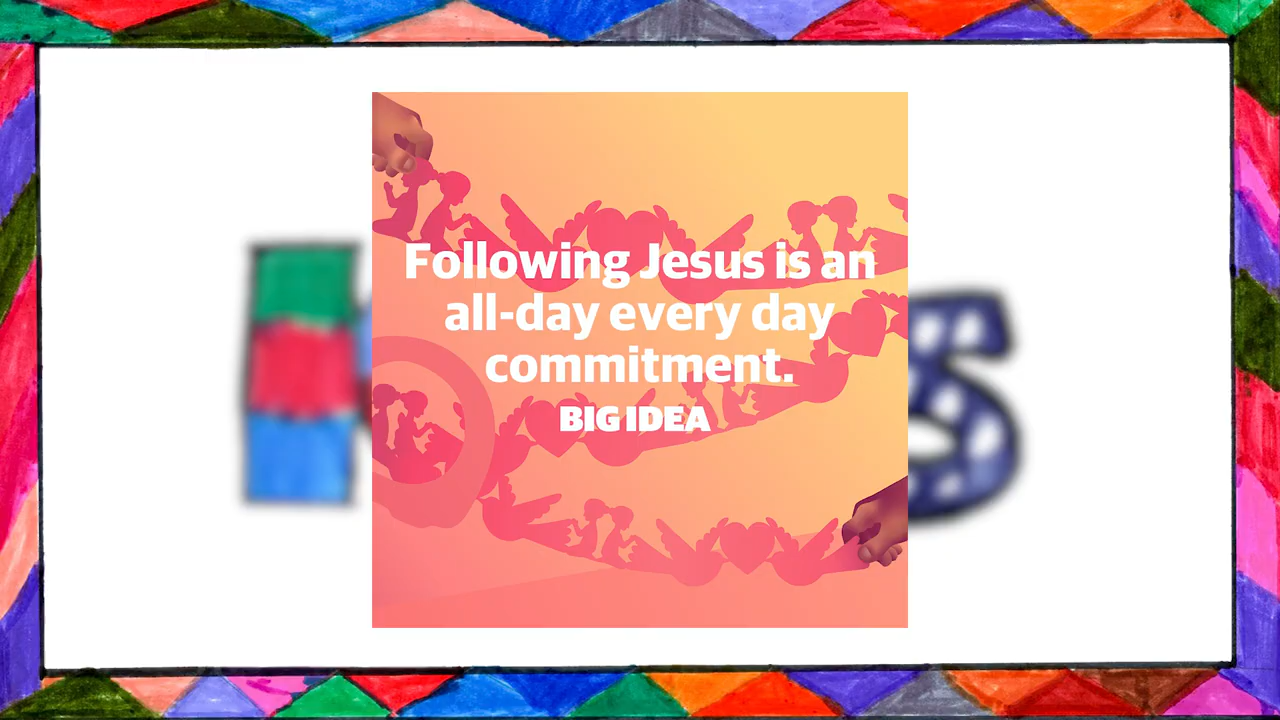 Following Jesus is an
all-day every day
commitment.
BIG IDEA